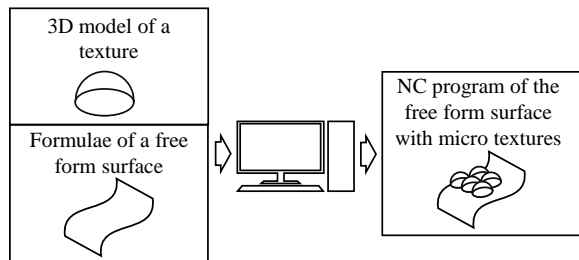 3D model of a
texture
Formulae of a free
form surface
NC program of the
free form surface
with micro textures